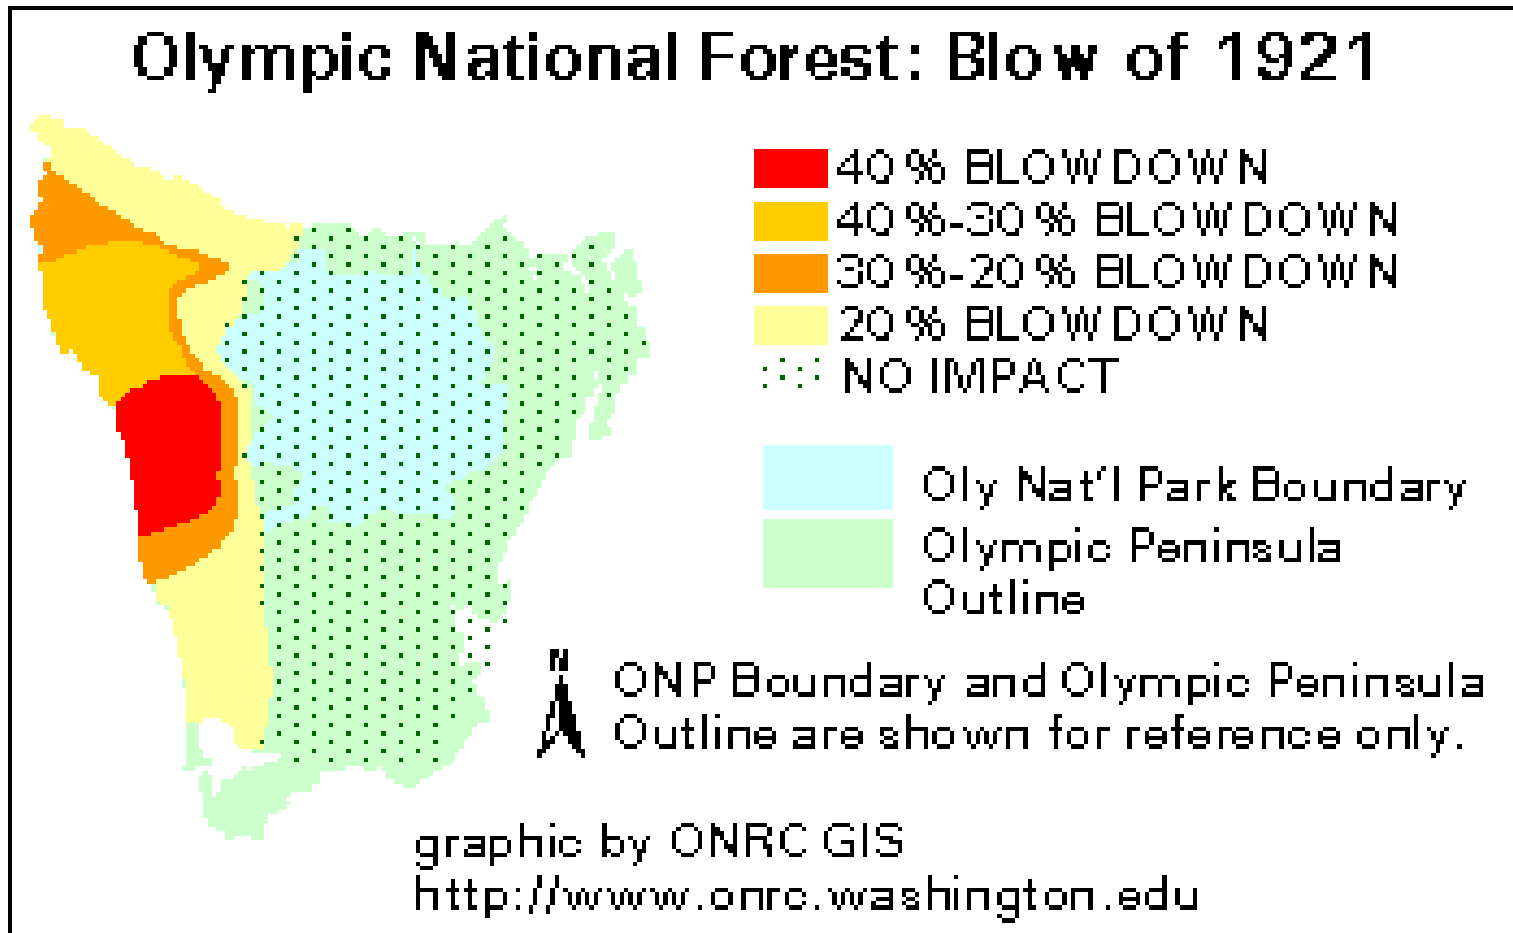 Olympic National Forest: Blow of 1921
40% BLOWDOWN
40%-30% BLOWDOWN
30%-20% BLOWDOWN
20% BLOWDOWN
NO IMPACT
Oly Nat'l Park Boundary
Olympic Peninsula
Outline
N
ONP Boundary and Olympic Peninsula
Outline are shown for reference only.
graphic by ONRC GIS
http://www.onrc.washington.edu